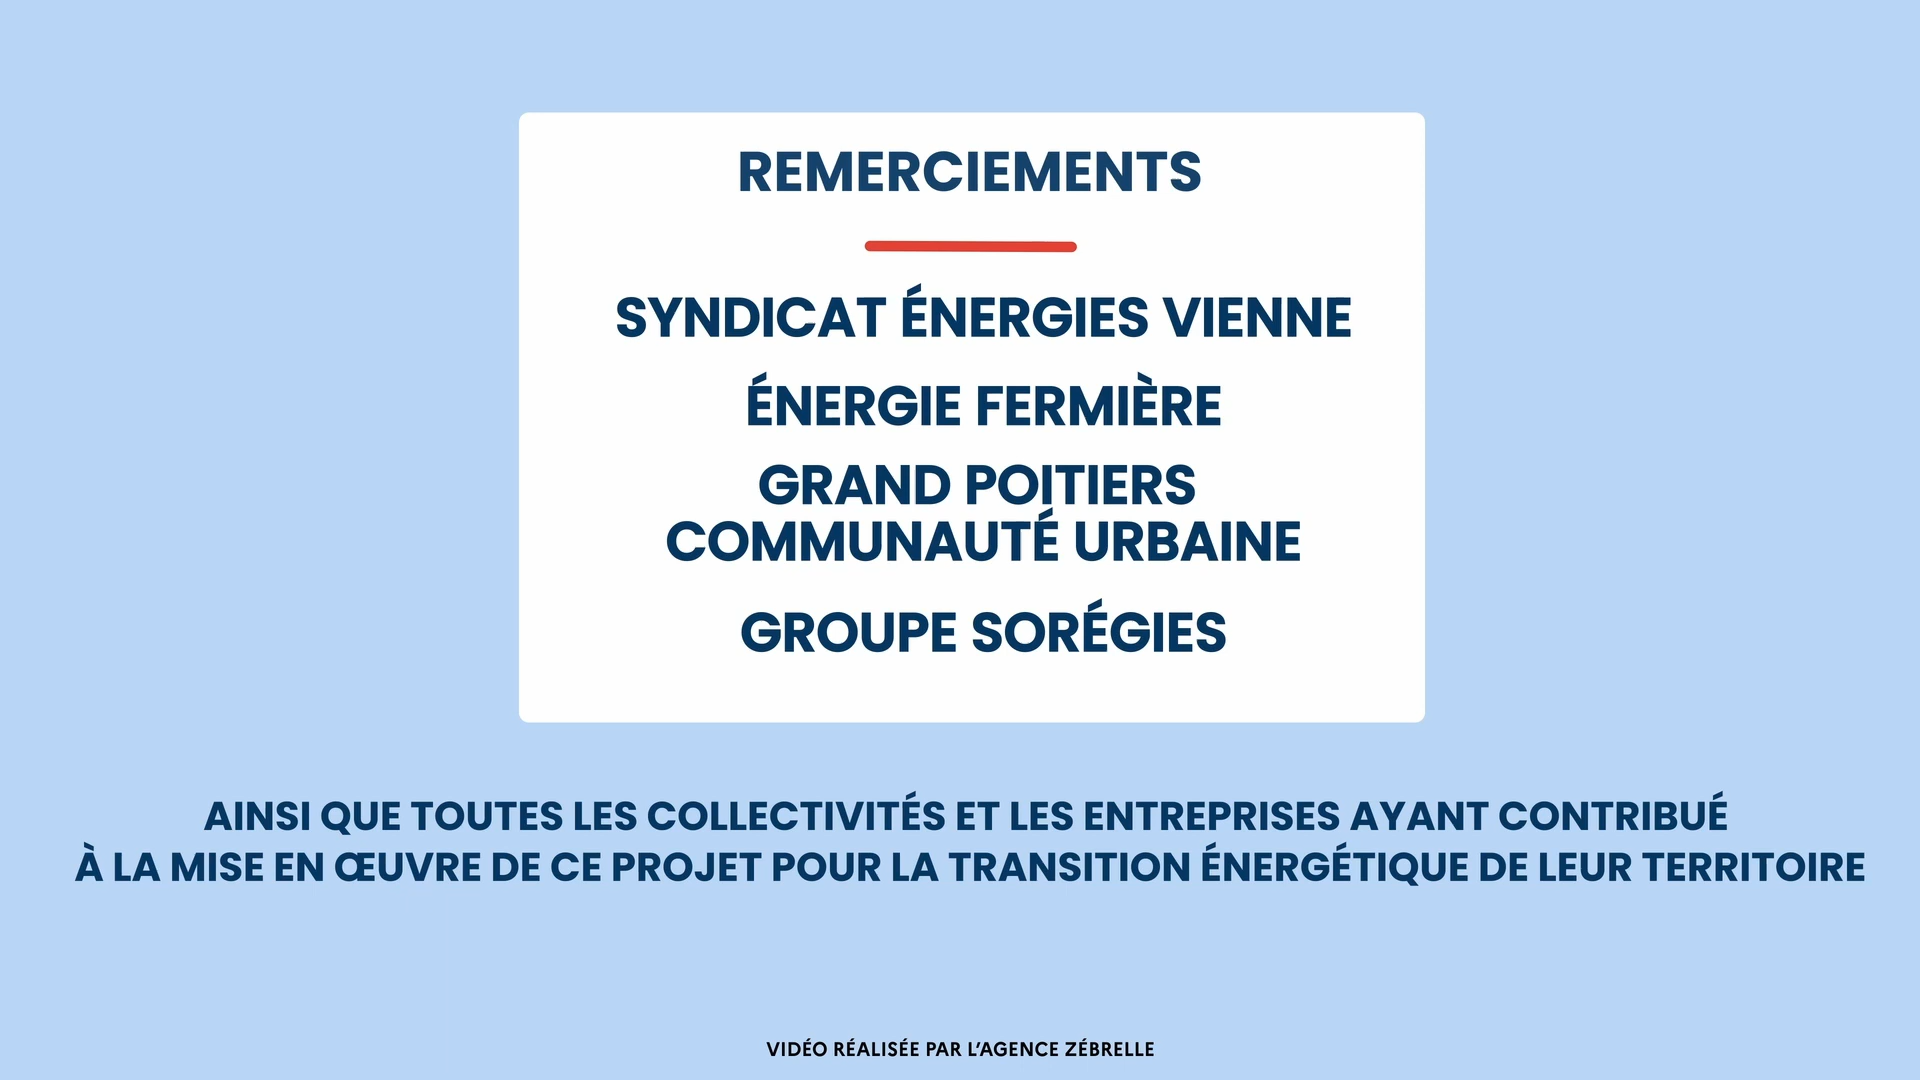 REMERCIEMENTS
SYNDICAT ÉNERGIES VIENNE
ÉNERGIE FERMIÈRE
GRAND POITIERS
COMMUNAUTÉ URBAINE
GROUPE SORÉGIES
AINSI QUE TOUTES LES COLLECTIVITÉS ET LES ENTREPRISES AYANT CONTRIBUÉ
À LA MISE EN ŒUVRE DE CE PROJET POUR LA TRANSITION ÉNERGÉTIQUE DE LEUR TERRITOIRE
VIDÉO RÉALISÉE PAR L’AGENCE ZÉBRELLE